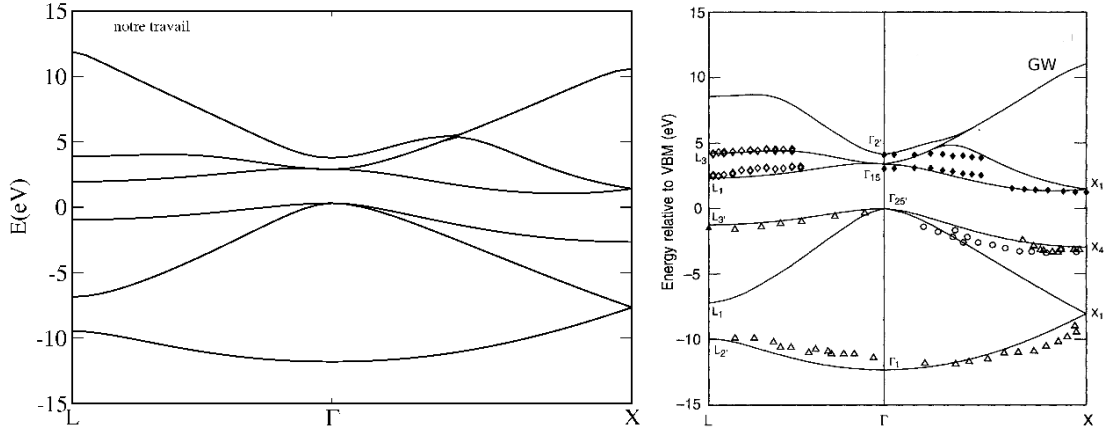 15
notre travail
10
5
0
-5
-10
-15
E(eV)
L
Γ
X
15
GW
10
5
0
−5
−10
−15
Energy relative to VBM (eV)
L3
L1
L3'
L1
L2'
Γ2'
Γ15
Γ25'
Γ1
X1
X4
X1
L
Γ
X